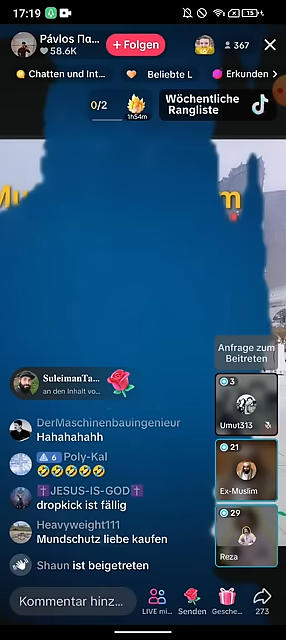 17:19
15
Pávlos Πα...
58.6K
+ Folgen
367
Chatten und Int...
Beliebte L
Erkunden >
0/2
1h54m
Wöchentliche
Rangliste
Mu
m
Anfrage zum
Beitreten
SuleimanTa...
an den Inhalt vo...
3
Umut313
DerMaschinenbauingenieur
Hahahahahh
6 Poly-Kal
🤣🤣🤣🤣🤣
21
Ex-Muslim
✝JESUS-IS-GOD✝
dropkick ist fällig
Heavyweight111
Mundschutz liebe kaufen
29
Reza
Shaun ist beigetreten
Kommentar hinz...
LIVE mi...
Senden
Gesche...
273